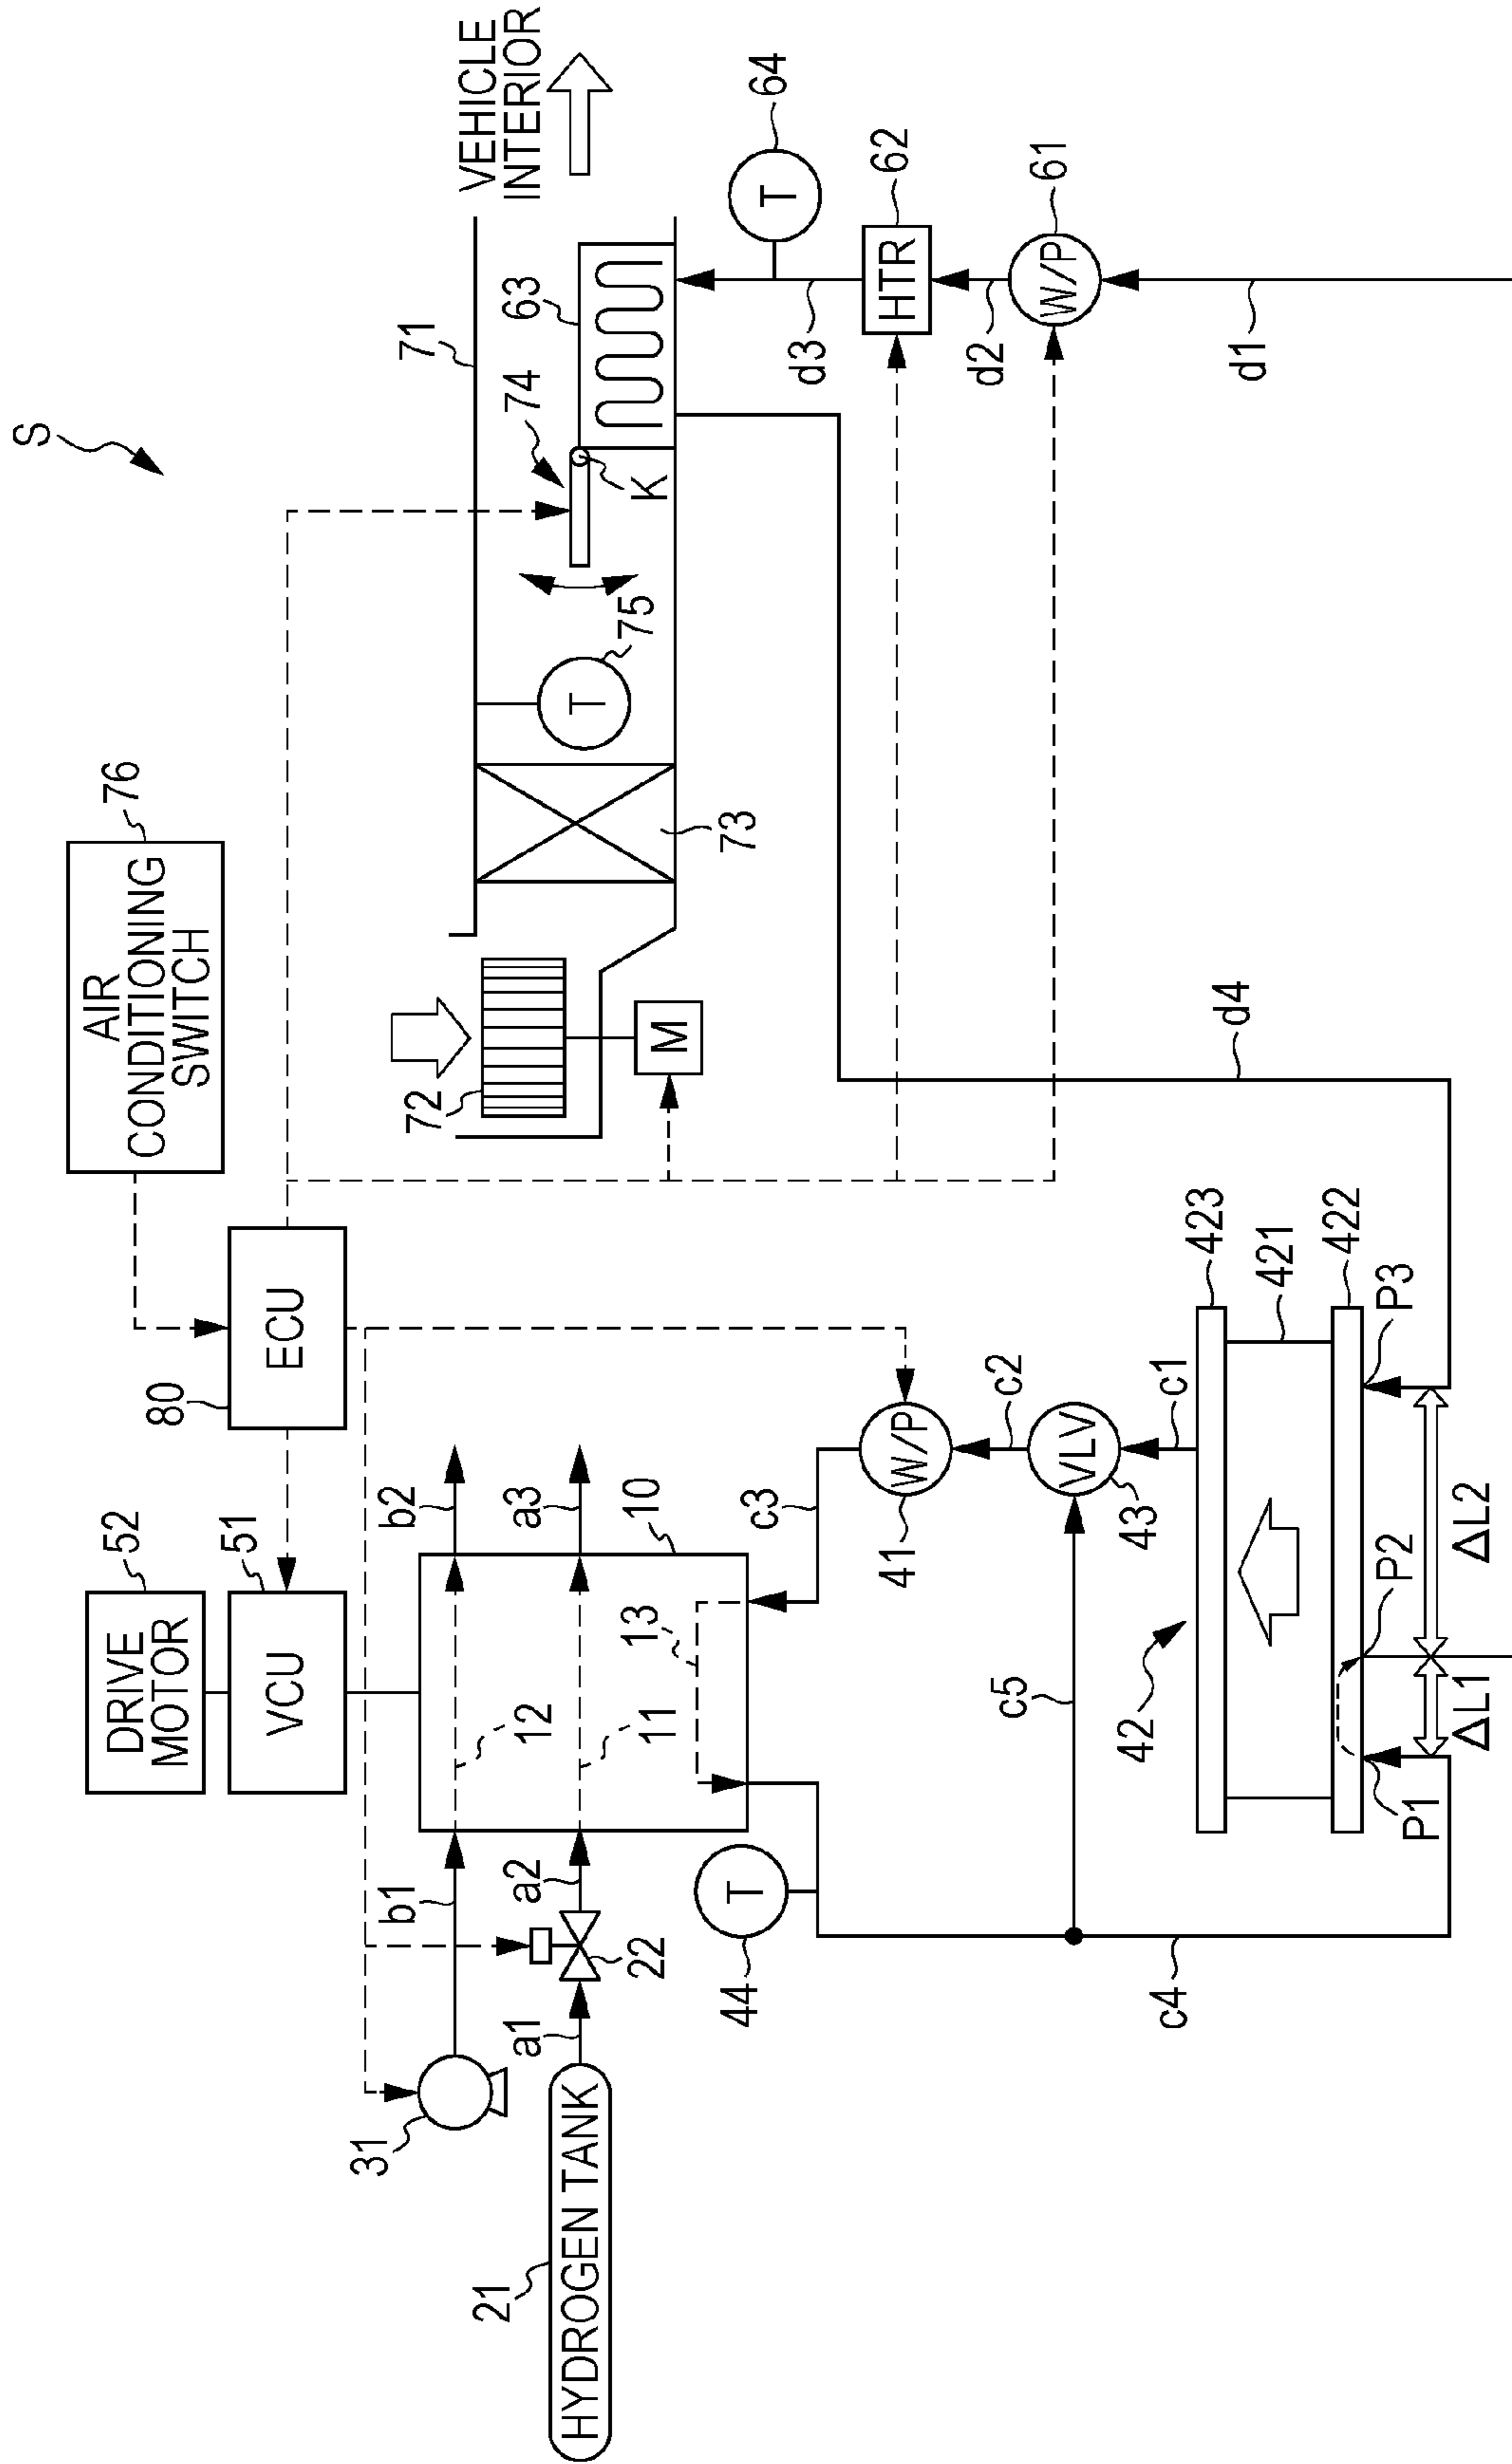 S
AIR
CONDITIONING
SWITCH
76
DRIVE
MOTOR
52
VCU
51
ECU
80
VEHICLE
INTERIOR
71
72
M
73
T
75
74
K
63
31
b1
b2
12
21
HYDROGEN TANK
a1
22
a2
11
a3
10
13
T
44
c3
W/P
41
c2
VLV
43
c1
c5
c4
42
423
421
422
P1
P2
P3
ΔL1
ΔL2
d4
T
64
d3
HTR
62
d2
W/P
61
d1